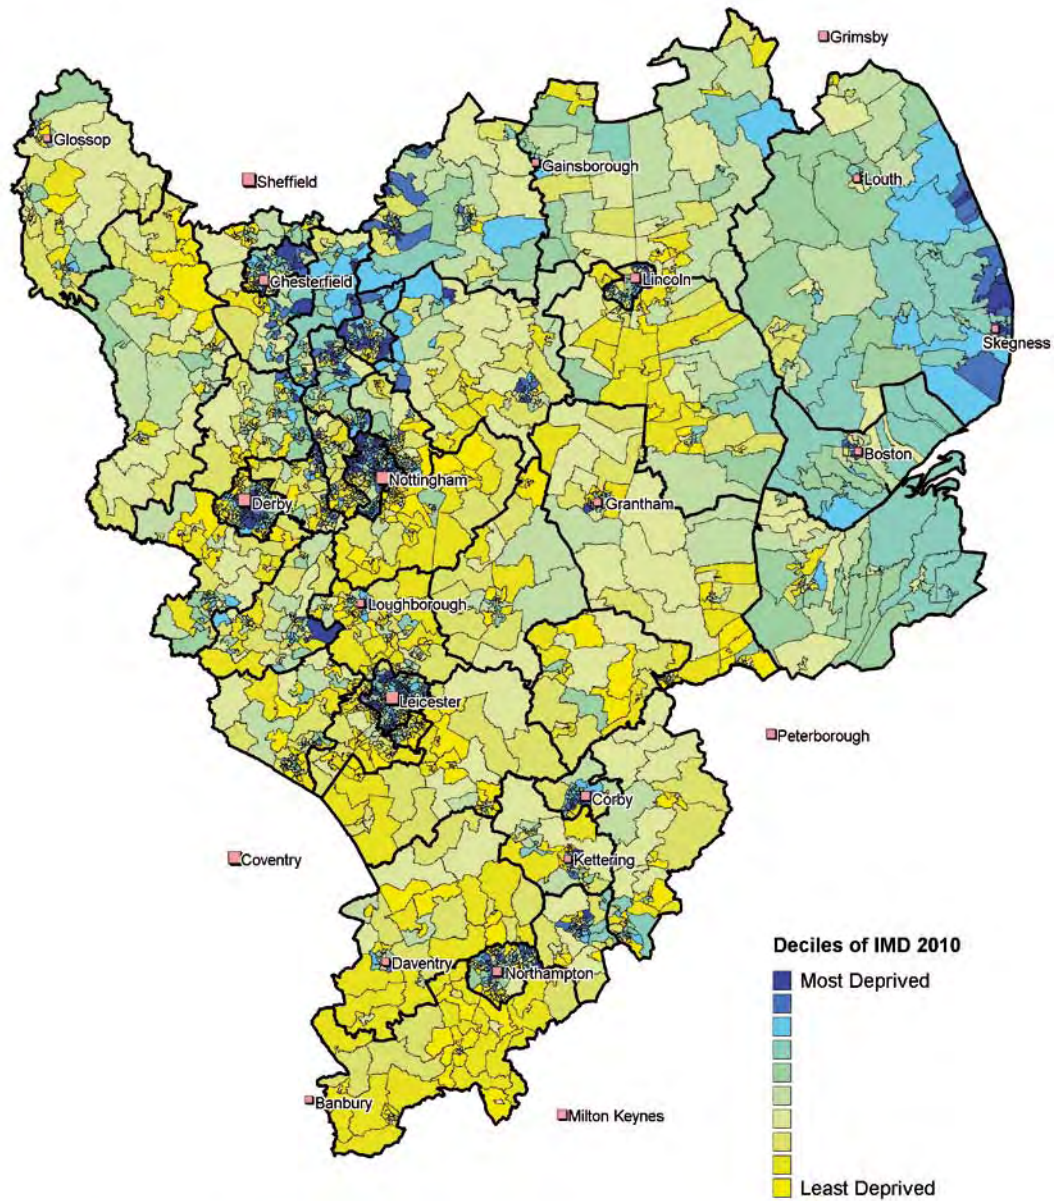 Grimsby
Glossop
Gainsborough
Sheffield
Louth
Chesterfield
Lincoln
Skegness
Boston
Nottingham
Derby
Grantham
Loughborough
Leicester
Peterborough
Corby
Coventry
Kettering
Deciles of IMD 2010
Daventry
Northampton
Most Deprived
Banbury
Milton Keynes
Least Deprived